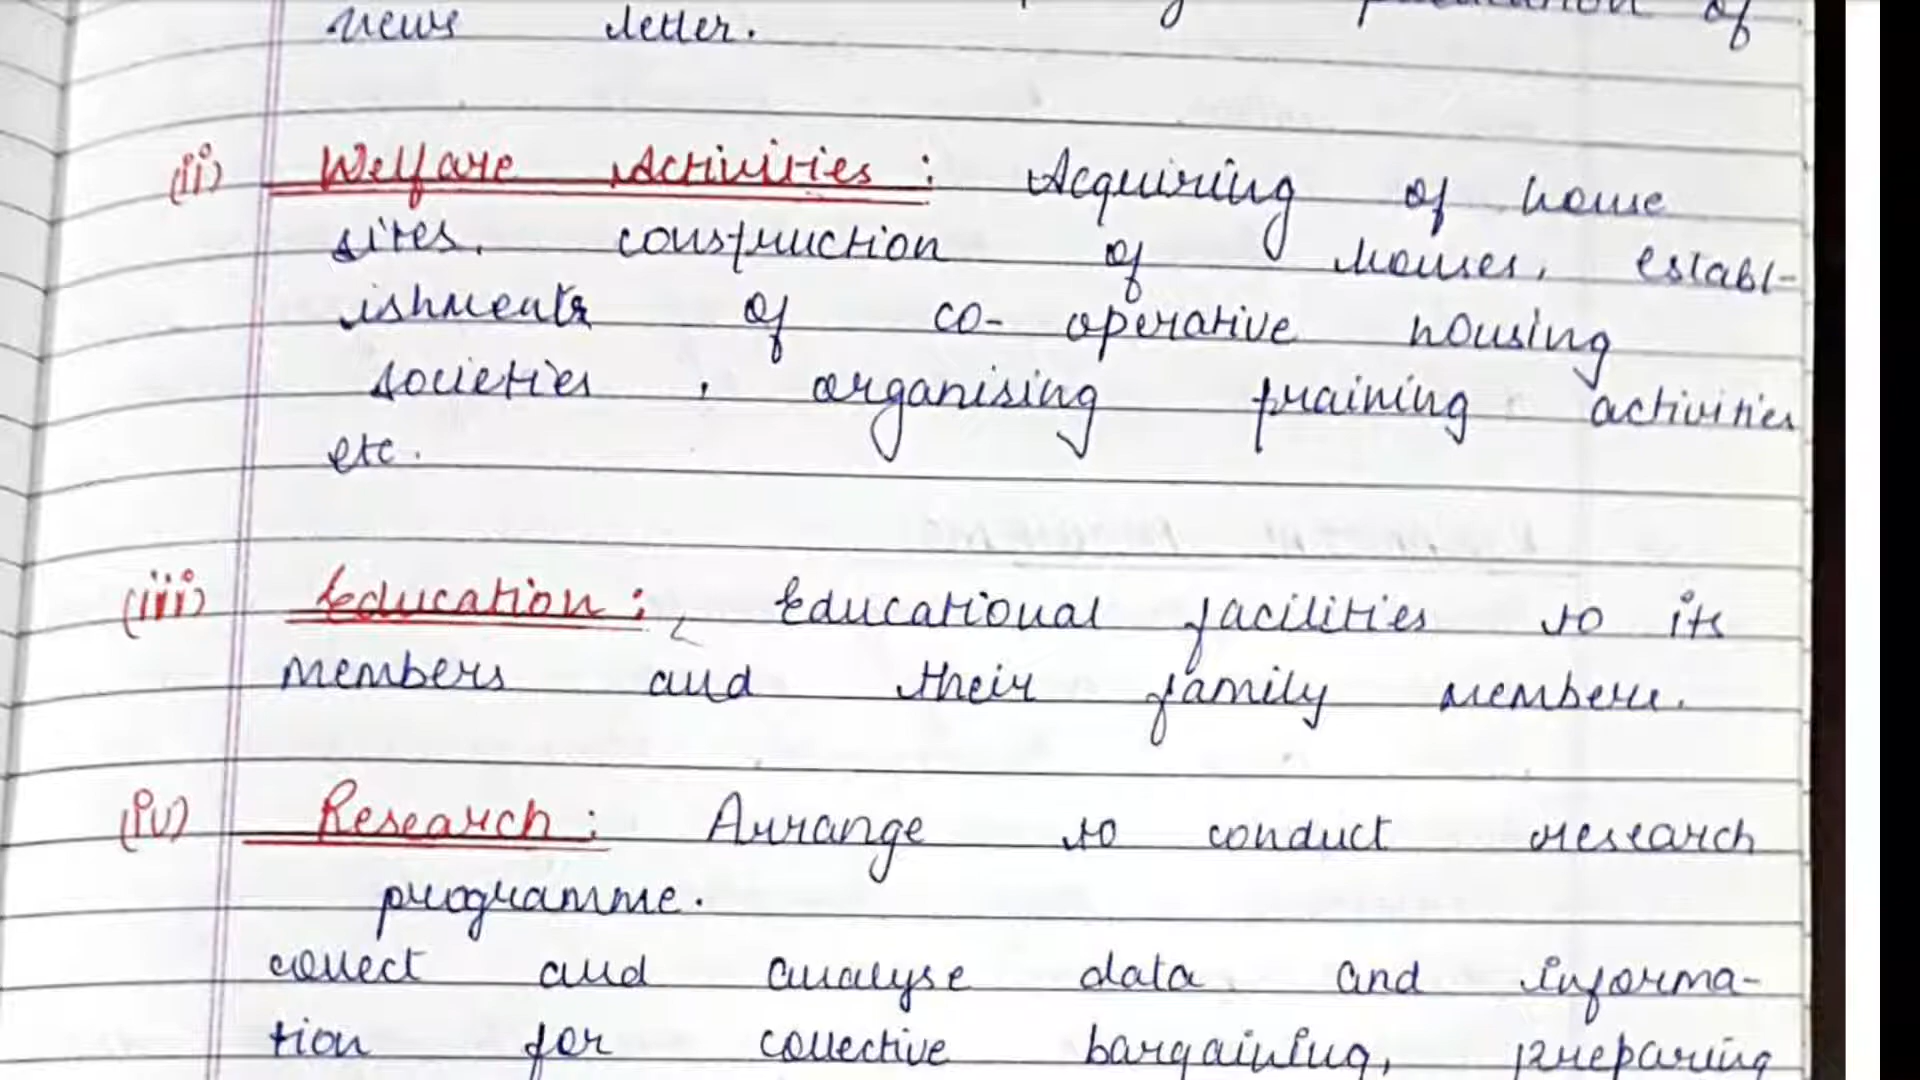 news letter. of
(ii) Welfare Activities : Acquiring of house
sites, construction of houses, establ-
ishments of co-operative housing
societies , organising training activities
etc.
(iii) Education : Educational facilities to its
members and their family members.
(iv) Research : Arrange to conduct research
programme.
collect and analyse data and informa-
tion for collective bargaining, preparing